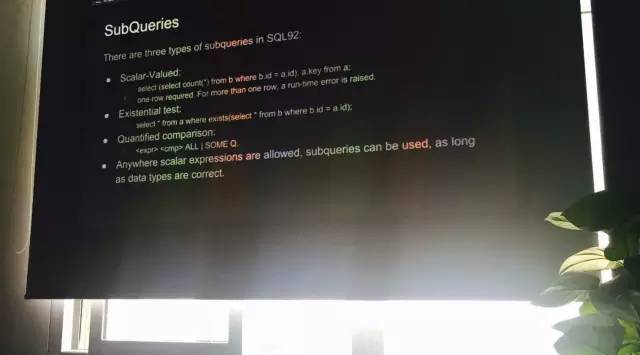 SubQueries
There are three types of subqueries in SQL92:
• Scalar-Valued:
select (select count(*) from b where b.id = a.id), a.key from a;
one-row required. For more than one row, a run-time error is raised.
• Existential test:
select * from a where exists(select * from b where b.id = a.id);
• Quantified comparison:
<expr> <cmp> ALL | SOME Q.
• Anywhere scalar expressions are allowed, subqueries can be used, as long
as data types are correct.